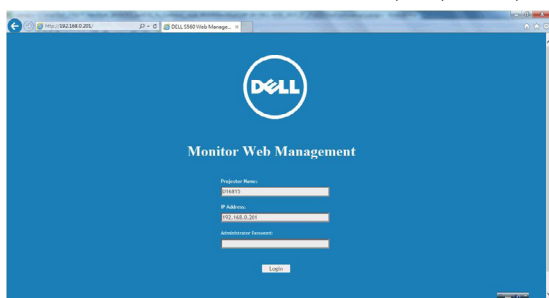 http://192.168.0.201/
DELL S560 Web Manage...
DELL
Monitor Web Management
Projector Name:
IP Address:
192.168.0.201
Administrator Password:
Login